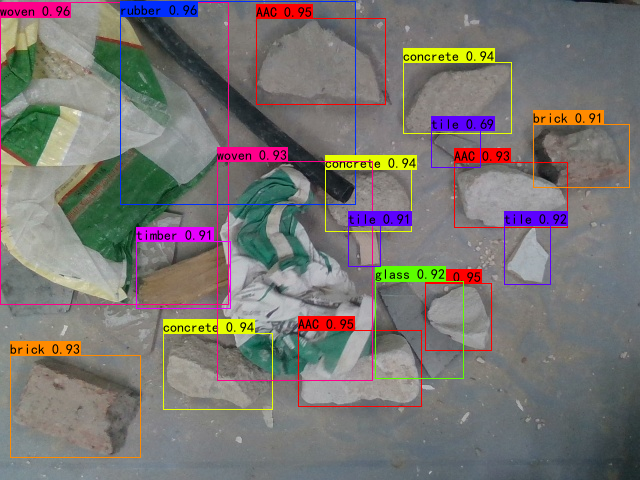 woven 0.96
rubber 0.96
AAC 0.95
concrete 0.94
tile 0.69
brick 0.91
woven 0.93
concrete 0.94
AAC 0.93
tile 0.91
tile 0.92
timber 0.91
glass 0.92
0.95
concrete 0.94
AAC 0.95
brick 0.93